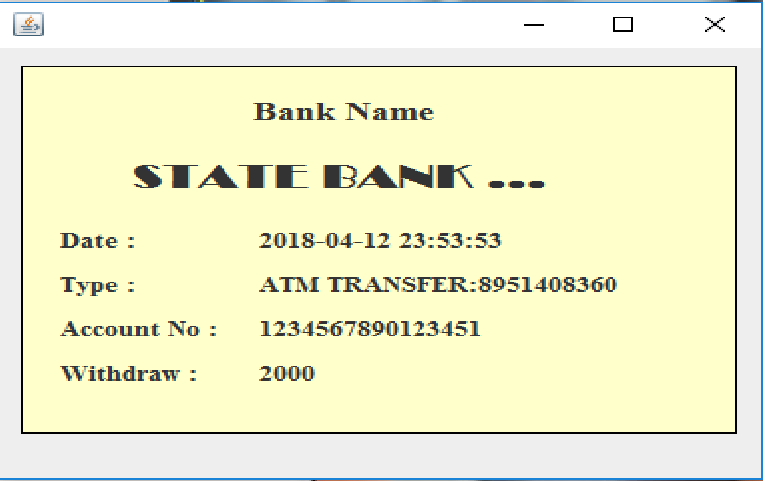 Bank Name
STATE BANK ...
Date : 2018-04-12 23:53:53
Type : ATM TRANSFER:8951408360
Account No : 1234567890123451
Withdraw : 2000